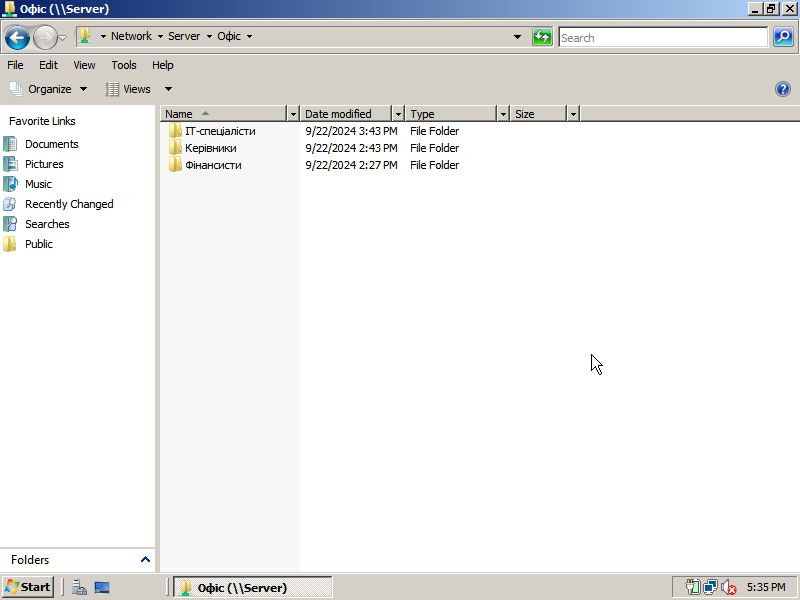 Офіс (\\Server)
Network Server Офіс
Search
File Edit View Tools Help
Organize Views
Favorite Links
Documents
Pictures
Music
Recently Changed
Searches
Public
Folders
Name Date modified Type Size
ІТ-спеціалісти 9/22/2024 3:43 PM File Folder
Керівники 9/22/2024 2:43 PM File Folder
Фінансисти 9/22/2024 2:27 PM File Folder
Start Офіс (\\Server) 5:35 PM